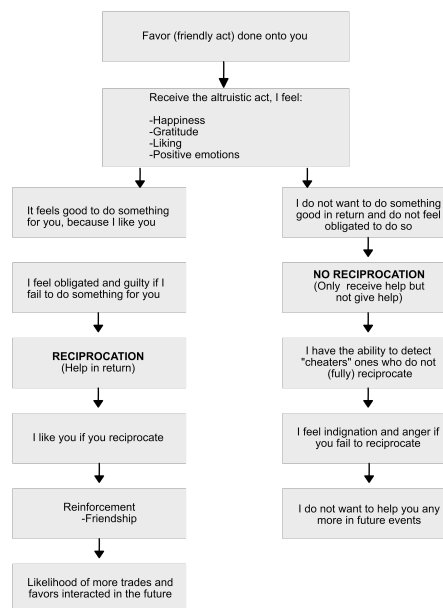 Favor (friendly act) done onto you
Receive the altruistic act, I feel:
-Happiness
-Gratitude
-Liking
-Positive emotions
It feels good to do something
for you, because I like you
I feel obligated and guilty if I
fail to do something for you
RECIPROCATION
(Help in return)
I like you if you reciprocate
Reinforcement
-Friendship
Likelihood of more trades and
favors interacted in the future
I do not want to do something
good in return and do not feel
obligated to do so
NO RECIPROCATION
(Only receive help but
not give help)
I have the ability to detect
"cheaters" ones who do not
(fully) reciprocate
I feel indignation and anger if
you fail to reciprocate
I do not want to help you any
more in future events